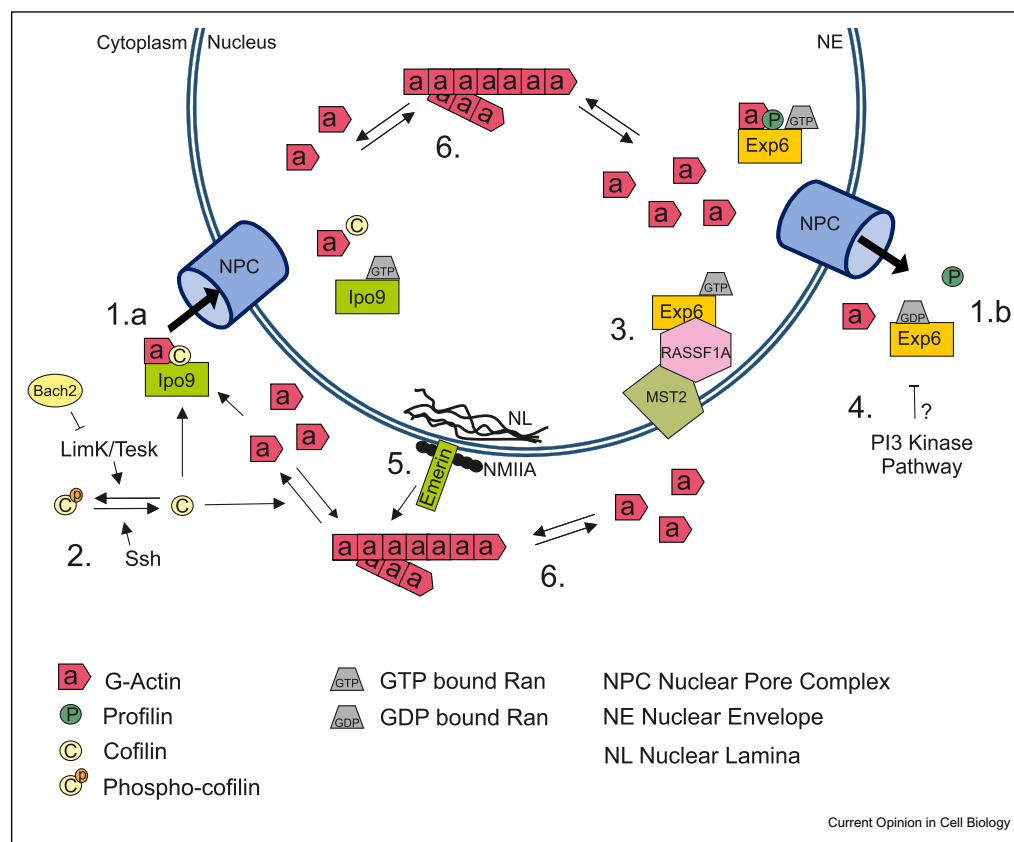 Cytoplasm
Nucleus
NE
a a a a a a a
a a a
6.
a
a
a P GTP
Exp6
a
a
a
a
NPC
NPC
a C
GTP
Ipo9
1.a
a C
Ipo9
GTP
Exp6
3.
RASSF1A
MST2
P
1.b
a
GDP
Exp6
4.
?
PI3 Kinase
Pathway
Bach2
LimK/Tesk
C p
C
2.
Ssh
a
a
a
NL
5.
NMIIA
Emerin
a a a a a a a
a a a
a
a
a
6.
a G-Actin
P Profilin
C Cofilin
C p Phospho-cofilin
GTP GTP bound Ran
GDP GDP bound Ran
NPC Nuclear Pore Complex
NE Nuclear Envelope
NL Nuclear Lamina
Current Opinion in Cell Biology